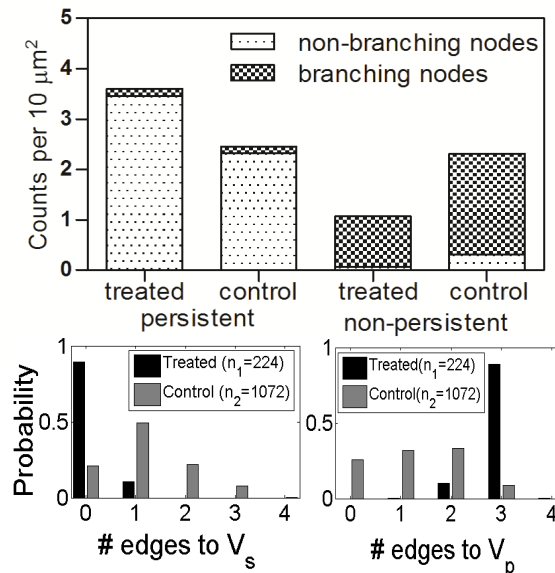 Counts per 10 μm²
5
4
3
2
1
0
non-branching nodes
branching nodes
treated control treated control
persistent non-persistent
Probability
1
0.5
0
Treated (n₁=224)
Control (n₂=1072)
0 1 2 3 4
# edges to Vₛ
1
0.5
0
Treated(n₁=224)
Control(n₂=1072)
0 1 2 3 4
# edges to Vₚ